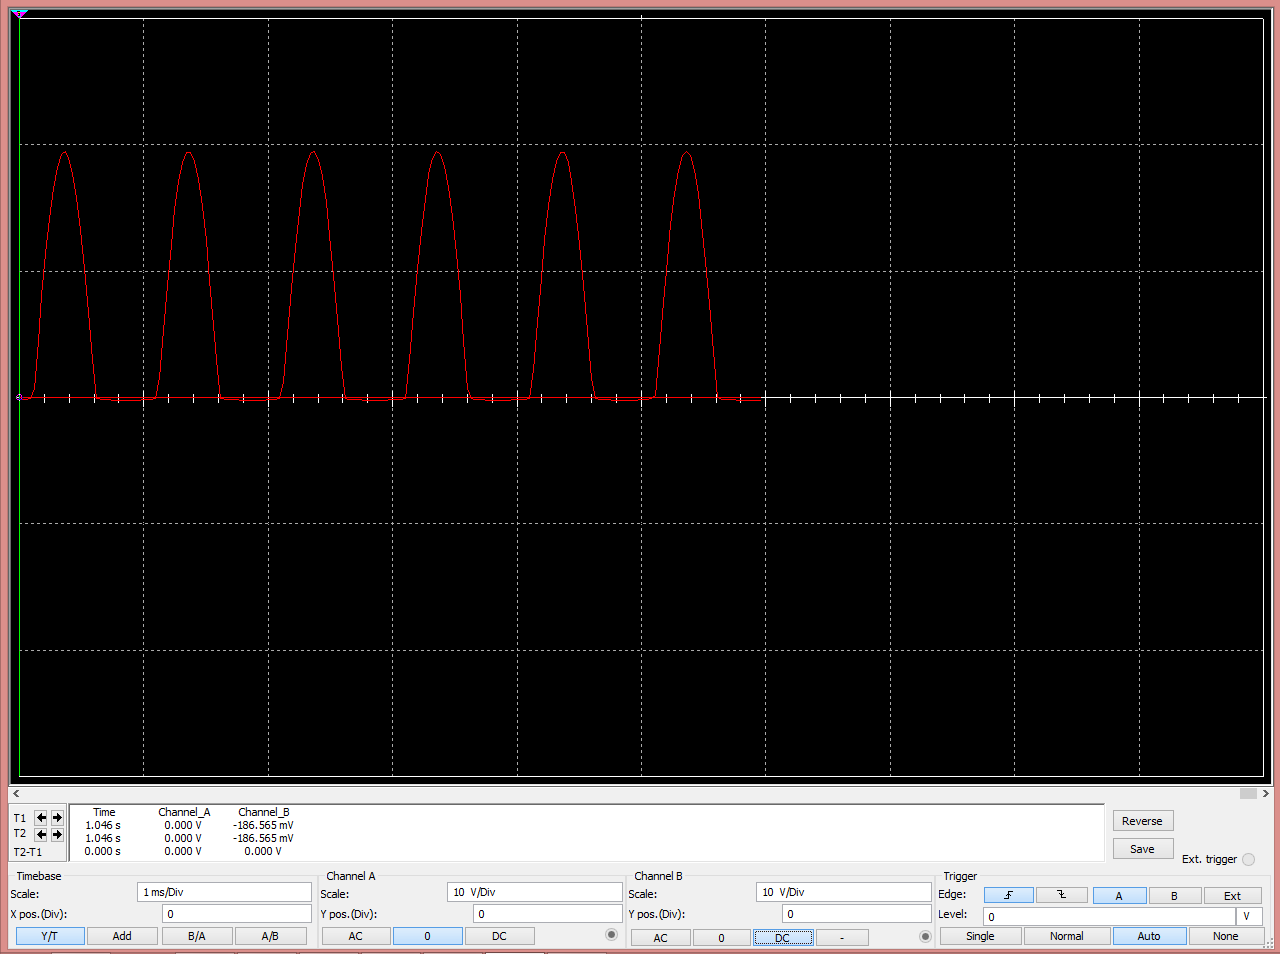 T1
T2
T2-T1
Time Channel_A Channel_B
1.046 s 0.000 V -186.565 mV
1.046 s 0.000 V -186.565 mV
0.000 s 0.000 V 0.000 V
Reverse
Save
Ext. trigger
Timebase
Scale: 1 ms/Div
X pos.(Div): 0
Y/T Add B/A A/B
Channel A
Scale: 10 V/Div
Y pos.(Div): 0
AC 0 DC
Channel B
Scale: 10 V/Div
Y pos.(Div): 0
AC 0 DC -
Trigger
Edge: A B Ext
Level: 0 V
Single Normal Auto None